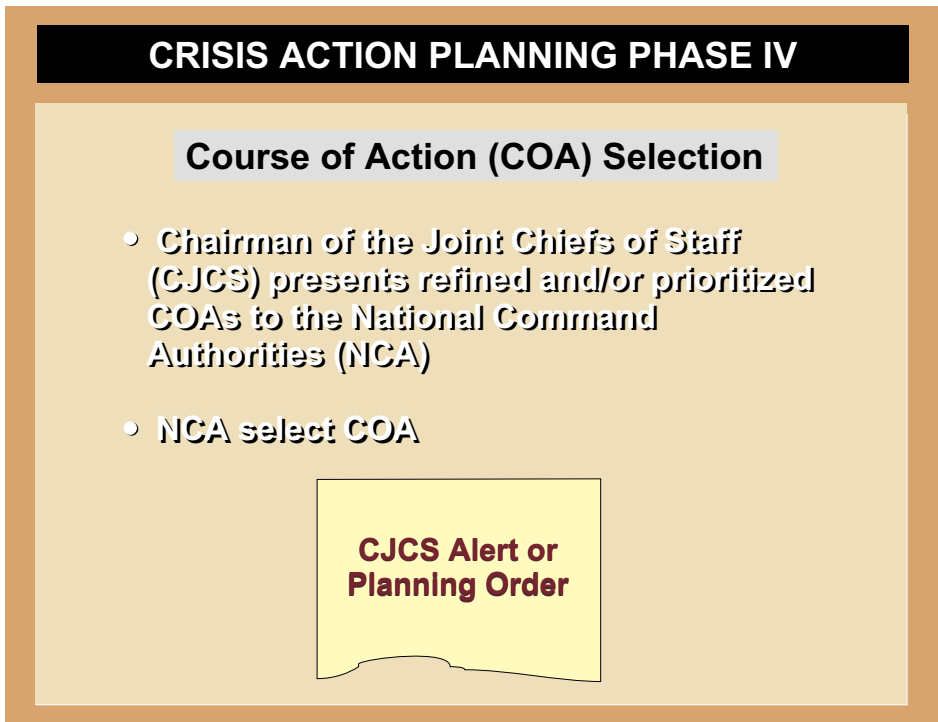 CRISIS ACTION PLANNING PHASE IV
Course of Action (COA) Selection
• Chairman of the Joint Chiefs of Staff
(CJCS) presents refined and/or prioritized
COAs to the National Command
Authorities (NCA)
• NCA select COA
CJCS Alert or
Planning Order